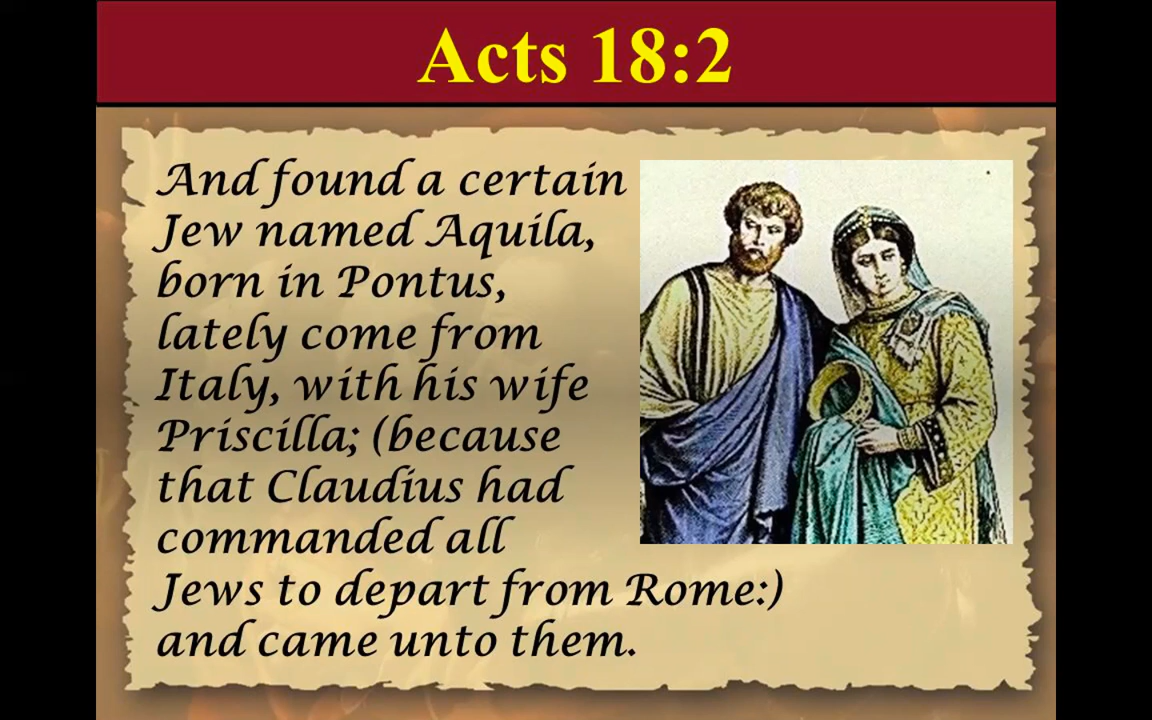 Acts 18:2
And found a certain
Jew named Aquila,
born in Pontus,
lately come from
Italy, with his wife
Priscilla; (because
that Claudius had
commanded all
Jews to depart from Rome:)
and came unto them.